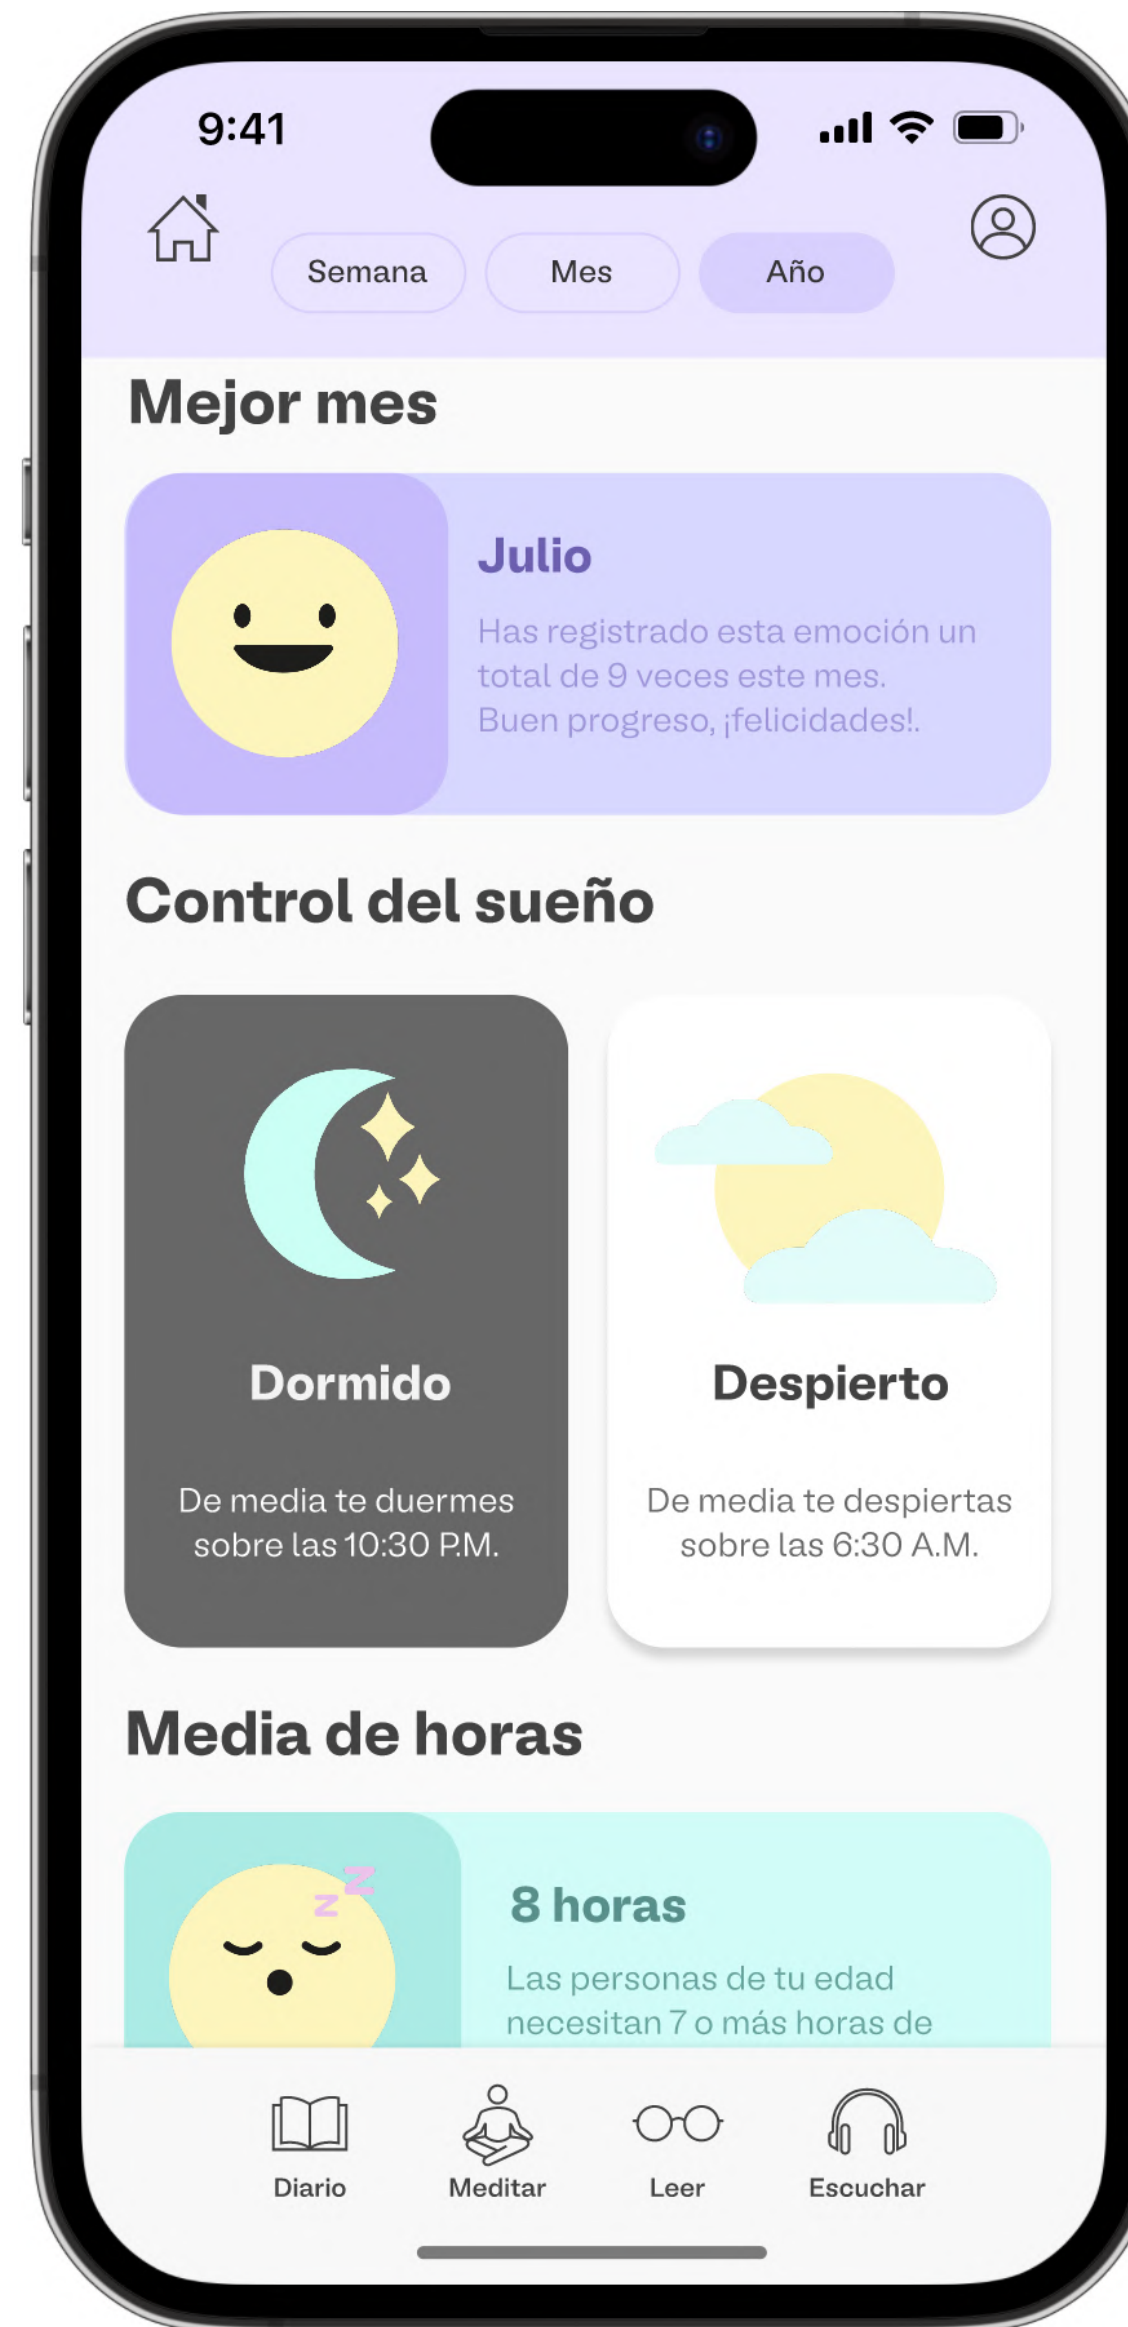 9:41
Semana
Mes
Año
Mejor mes
Julio
Has registrado esta emoción un
total de 9 veces este mes.
Buen progreso, ¡felicidades!.
Control del sueño
Dormido
De media te duermes
sobre las 10:30 P.M.
Despierto
De media te despiertas
sobre las 6:30 A.M.
Media de horas
z Z
8 horas
Las personas de tu edad
necesitan 7 o más horas de
Diario
Meditar
Leer
Escuchar